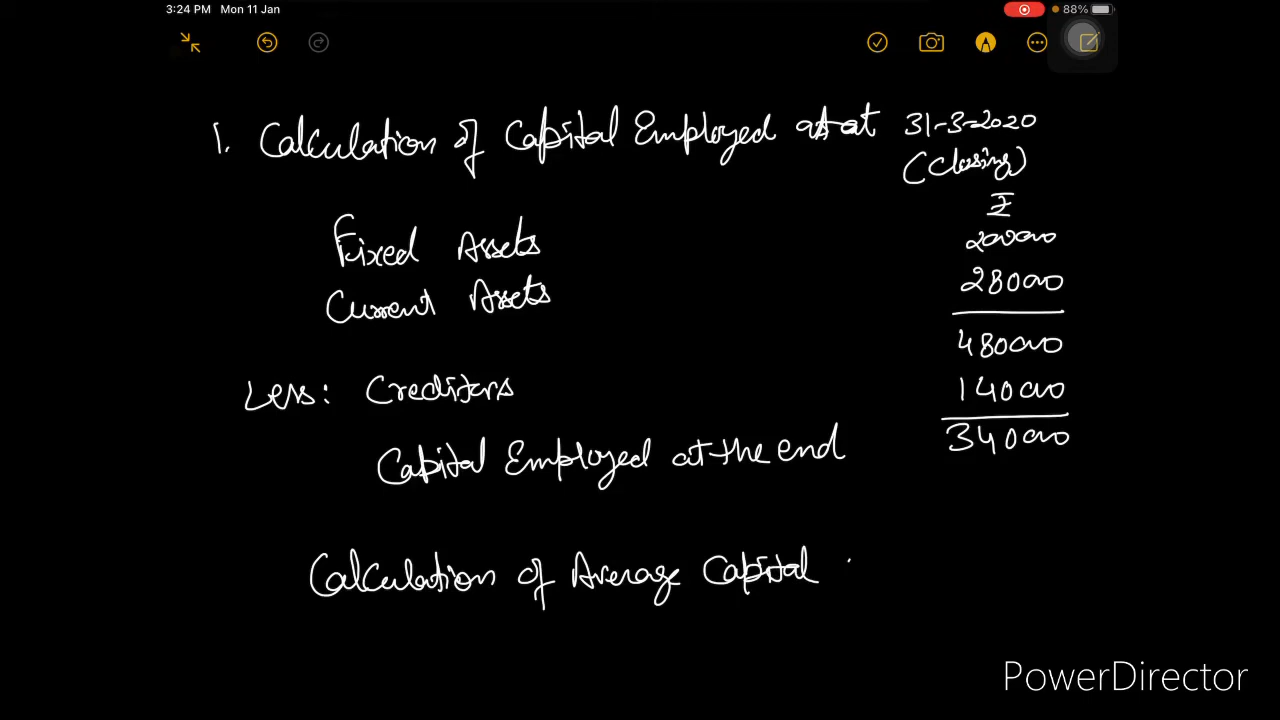 3:24 PM Mon 11 Jan
88%
1. Calculation of Capital Employed as at 31-3-2020
(closing)
₹
Fixed Assets 200000
Current Assets 280000
480000
Less: Creditors 140000
Capital Employed at the end 340000
Calculation of Average Capital
PowerDirector